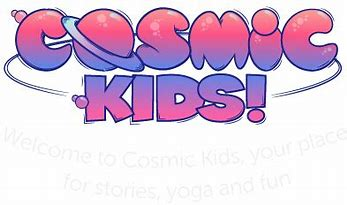 COSMIC
KIDS!
Welcome to Cosmic Kids, your place
for stories, yoga and fun